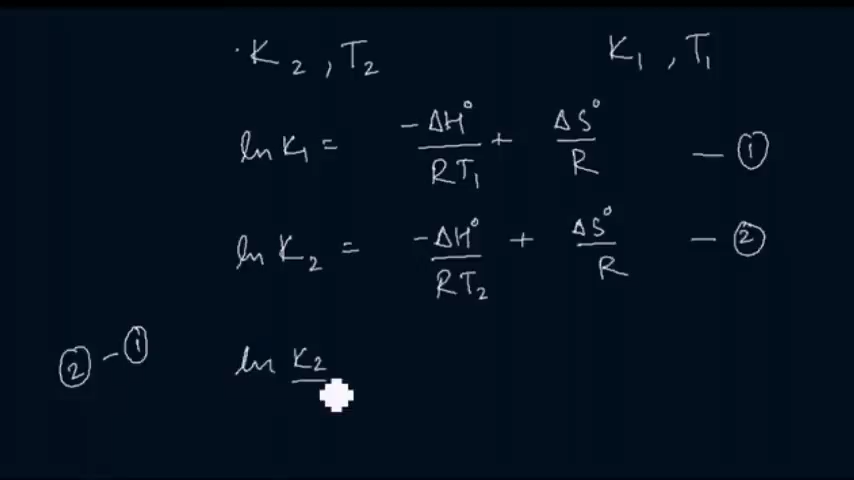 K₂ , T₂ K₁ , T₁
ln K₁ = -ΔH°/RT₁ + ΔS°/R — ①
ln K₂ = -ΔH°/RT₂ + ΔS°/R — ②
② - ① ln K₂